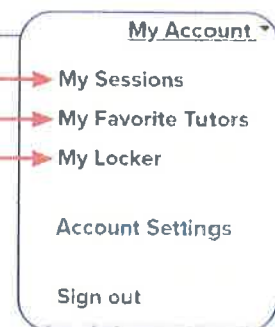 My Account
My Sessions
My Favorite Tutors
My Locker
Account Settings
Sign out